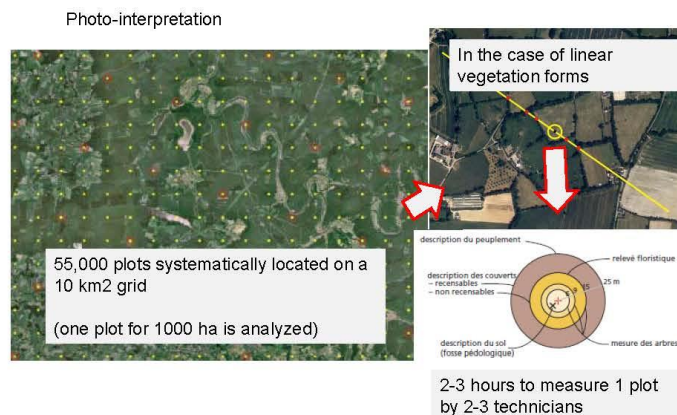 Photo-interpretation
In the case of linear
vegetation forms
55,000 plots systematically located on a
10 km2 grid
(one plot for 1000 ha is analyzed)
description du peuplement
relevé floristique
description des couverts
– recensables
– non recensables
6
9
15
25 m
description du sol
(fosse pédologique)
mesure des arbres
2-3 hours to measure 1 plot
by 2-3 technicians